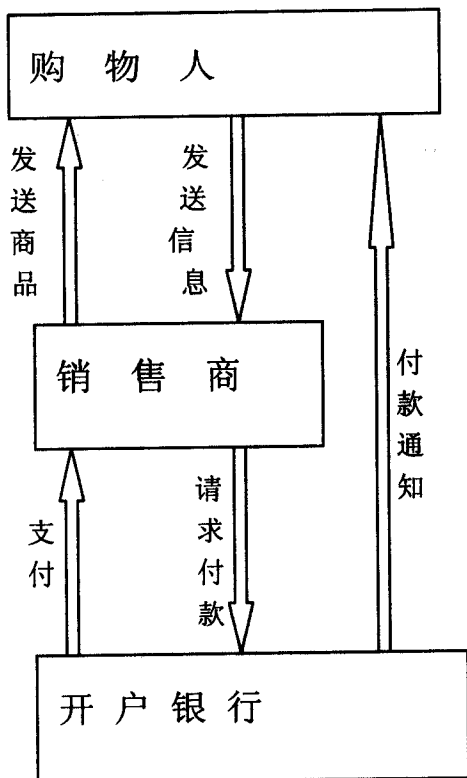 购物人
发送商品
发送信息
销售商
付款通知
支付
请求付款
开户银行